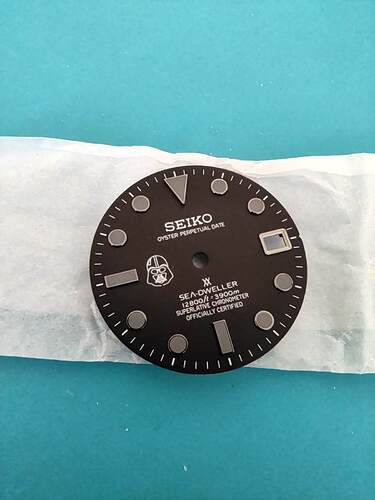 SEIKO
OYSTER PERPETUAL DATE
SEA-DWELLER
12800ft = 3900m
SUPERLATIVE CHRONOMETER
OFFICIALLY CERTIFIED